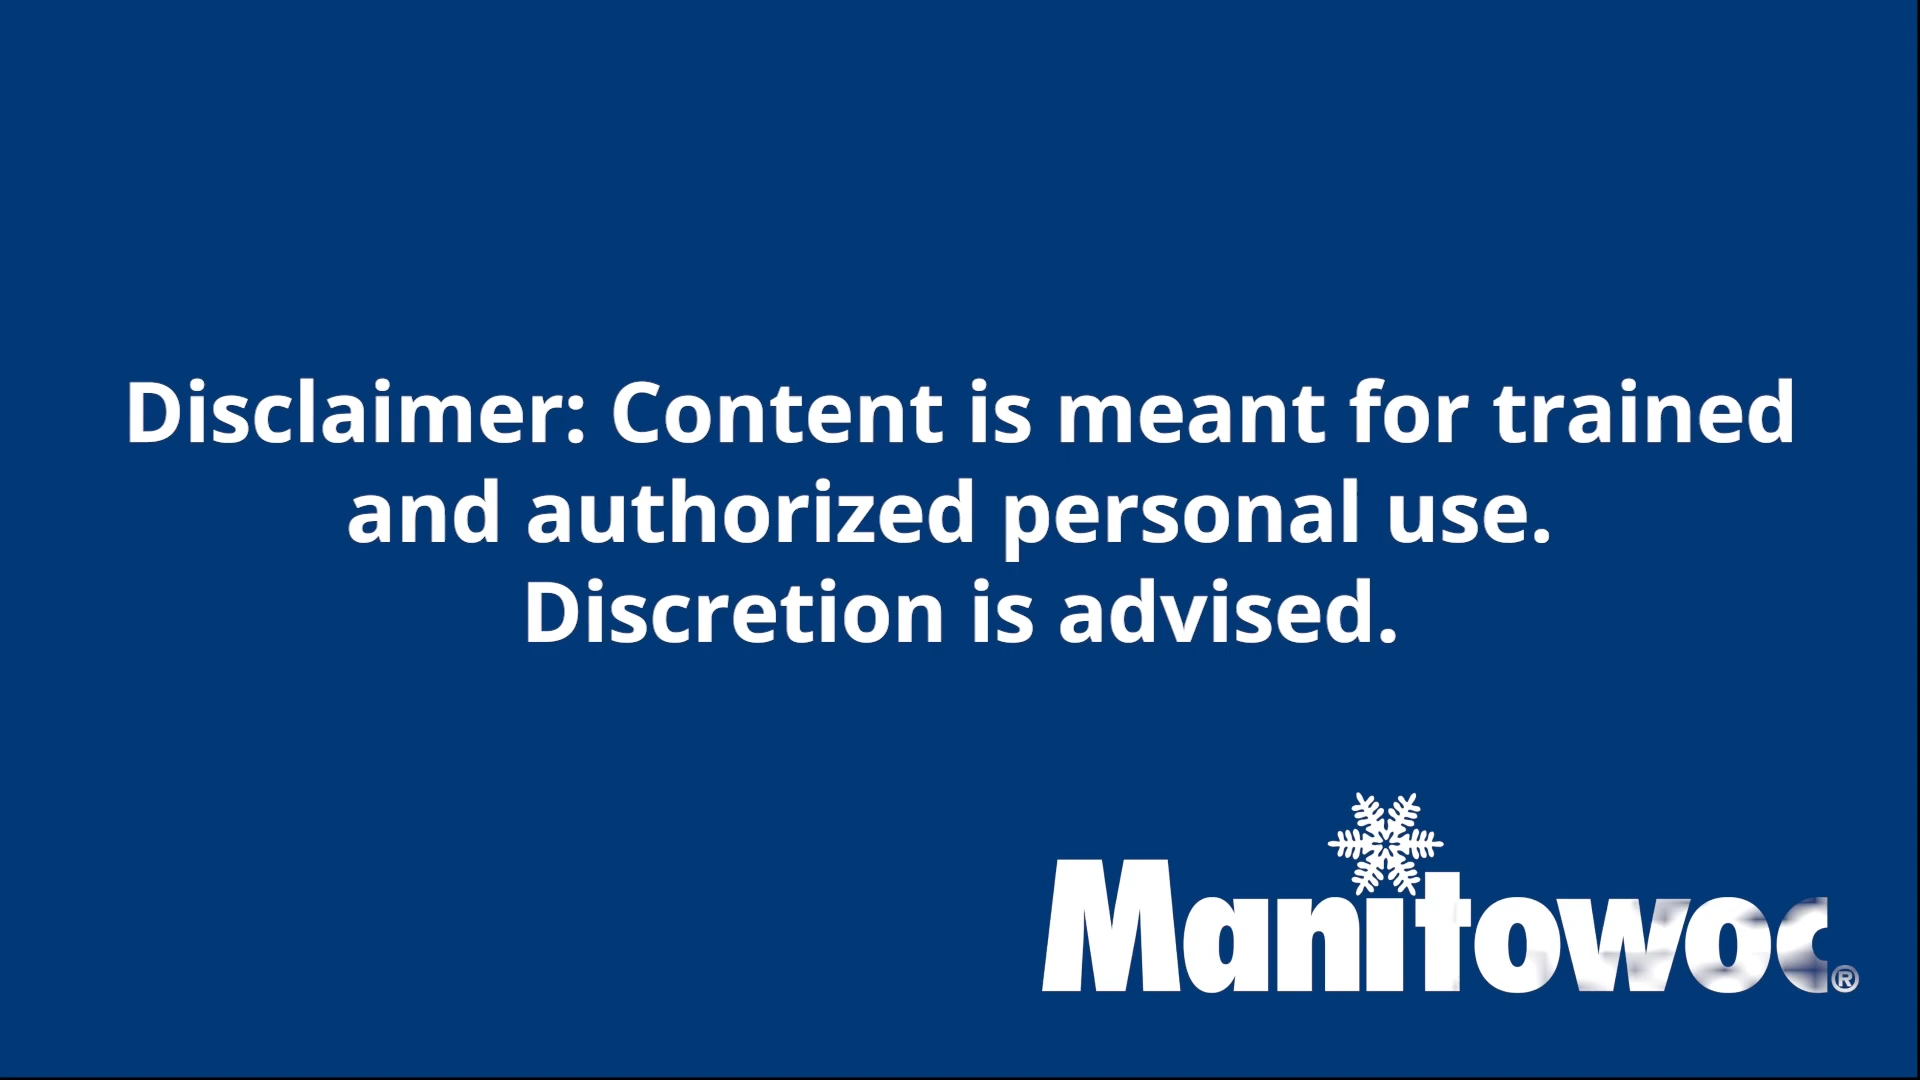 Disclaimer: Content is meant for trained
and authorized personal use.
Discretion is advised.
Manitowoc®